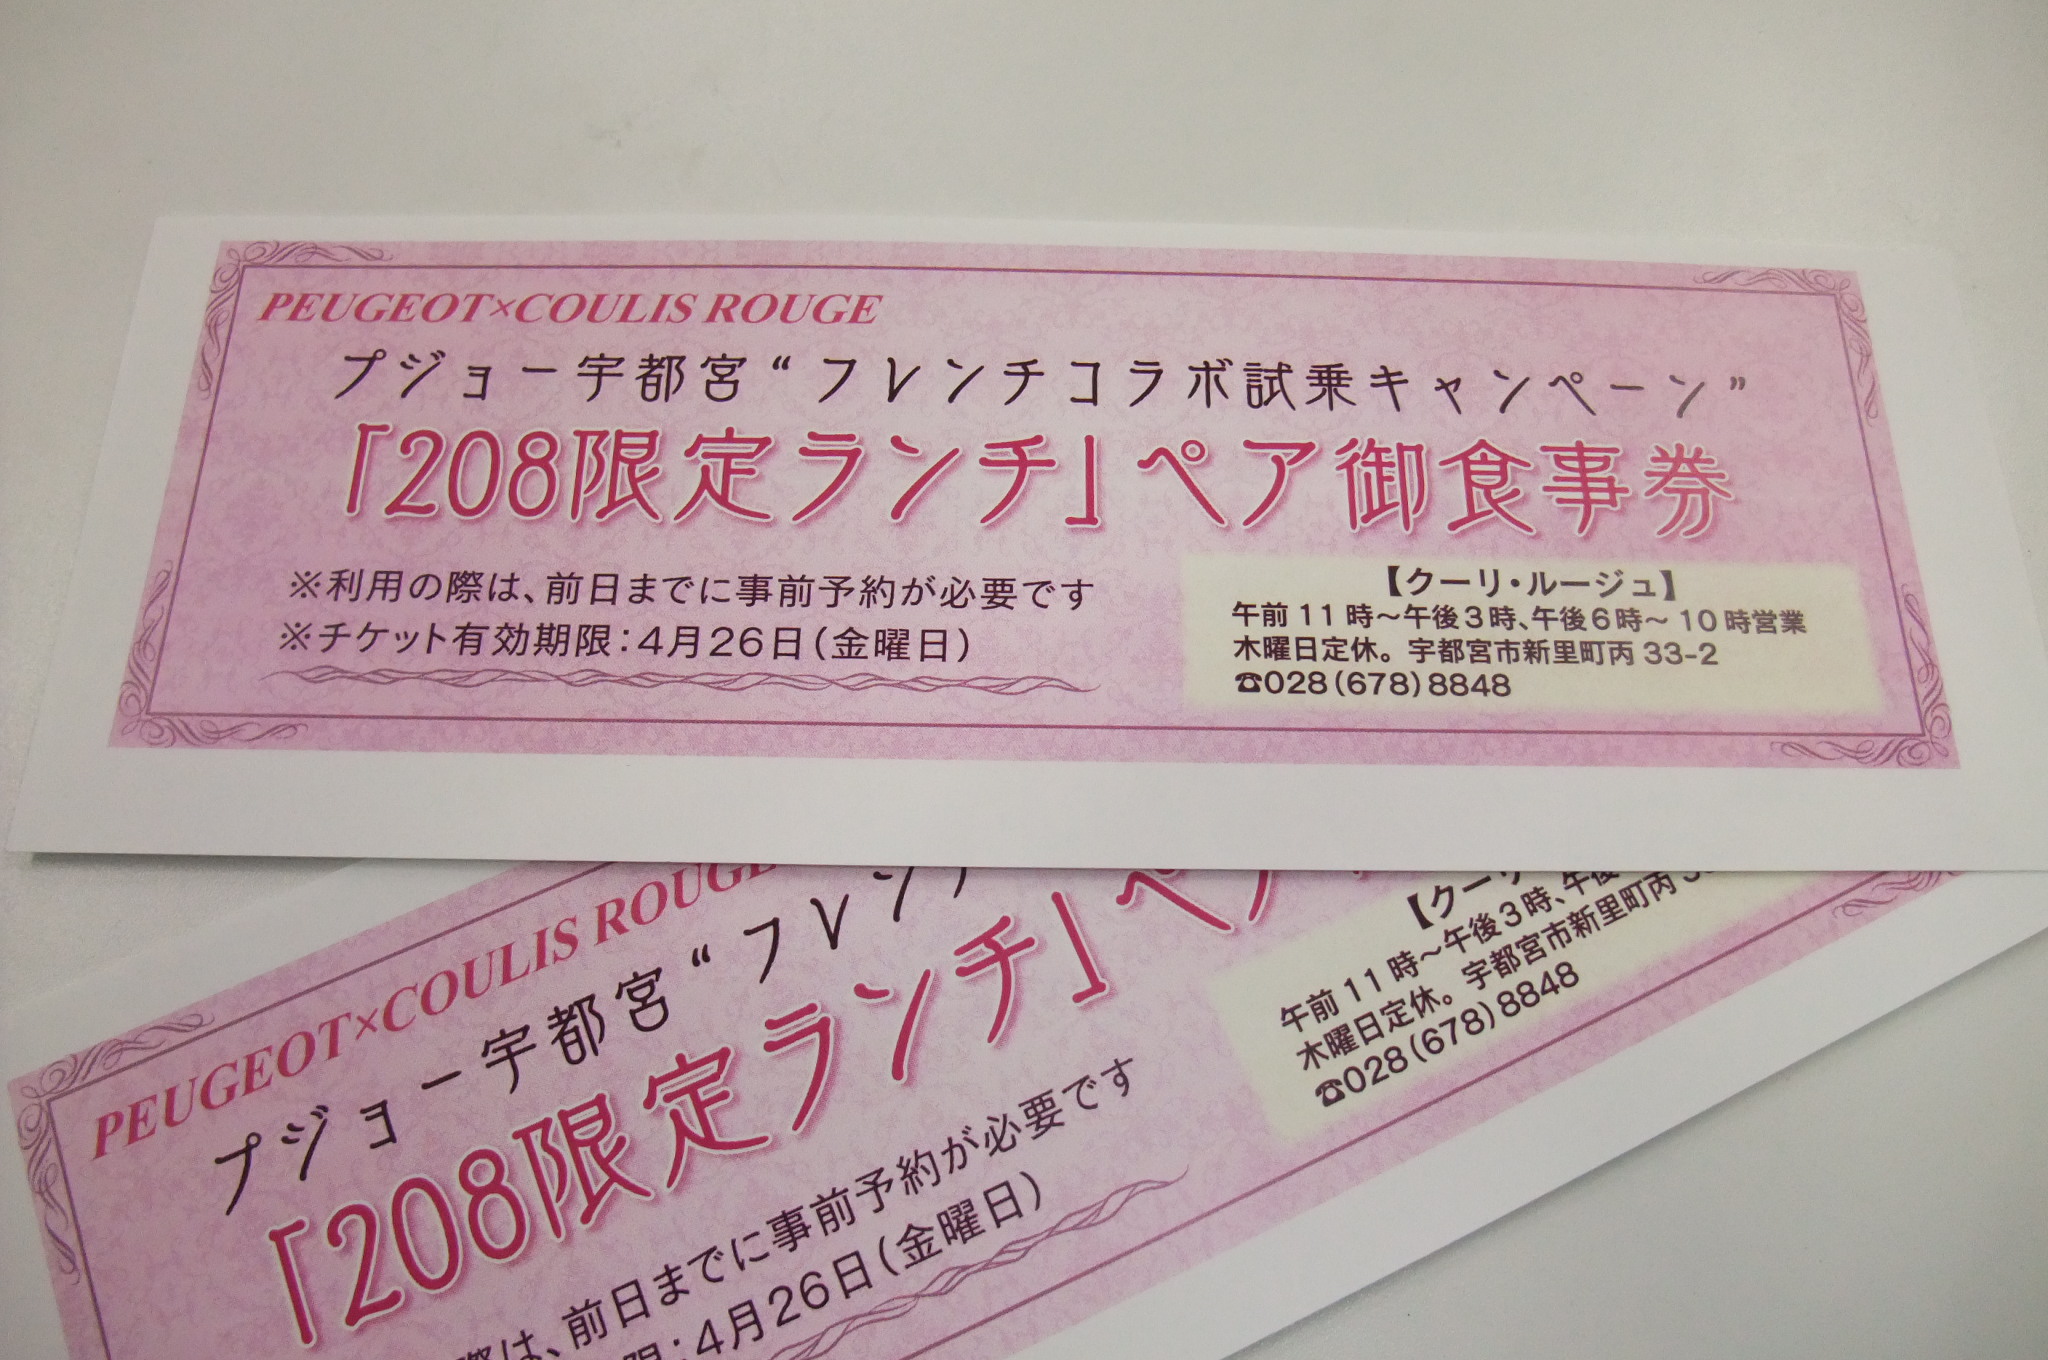 PEUGEOT×COULIS ROUGE
プジョー宇都宮“フレンチコラボ試乗キャンペーン”
「208限定ランチ」ペア御食事券
※利用の際は、前日までに事前予約が必要です
※チケット有効期限：4月26日（金曜日）
【クーリ・ルージュ】
午前11時～午後3時、午後6時～10時営業
木曜日定休。宇都宮市新里町丙33-2
☎028（678）8848
PEUGEOT×COULIS ROUGE
プジョー宇都宮“フレン
「208限定ランチ」ペア
際は、前日までに事前予約が必要です
限：4月26日（金曜日）
【クー
午前11時～午後3時、午後
木曜日定休。宇都宮市新里町丙
☎028（678）8848